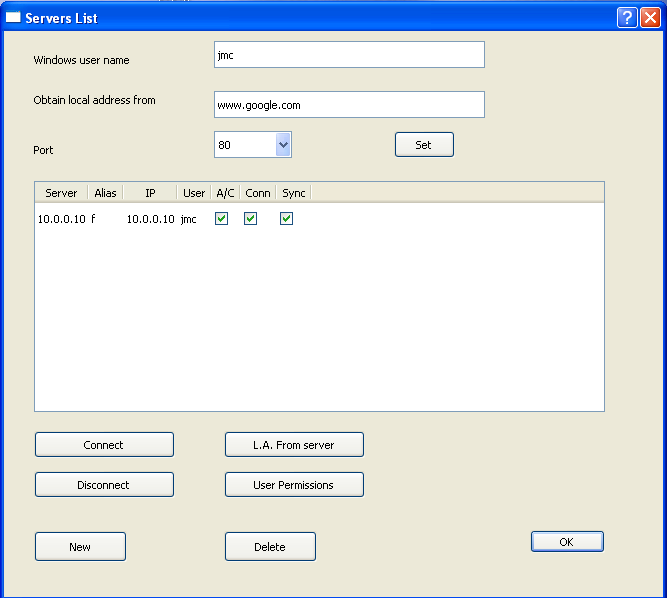 Servers List
Windows user name jmc
Obtain local address from www.google.com
Port 80 Set
Server Alias IP User A/C Conn Sync
10.0.0.10 f 10.0.0.10 jmc
Connect L.A. From server
Disconnect User Permissions
New Delete OK